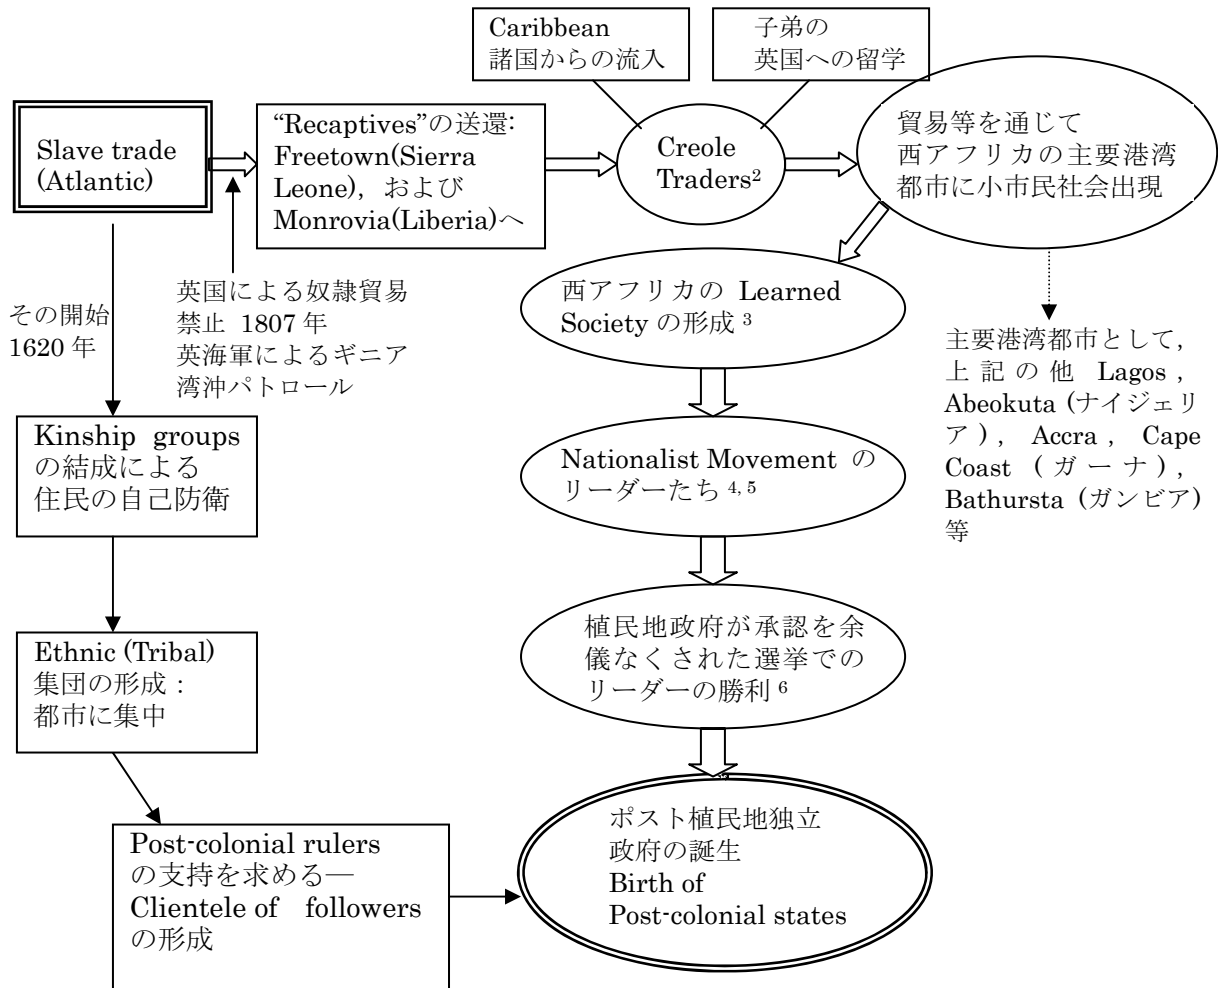 Caribbean
諸国からの流入
子弟の
英国への留学
Slave trade
(Atlantic)
“Recaptives”の送還:
Freetown(Sierra
Leone), および
Monrovia(Liberia)へ
Creole
Traders²
貿易等を通じて
西アフリカの主要港湾
都市に小市民社会出現
その開始
1620 年
英国による奴隷貿易
禁止 1807 年
英海軍によるギニア
湾沖パトロール
西アフリカの Learned
Society の形成 ³
主要港湾都市として,
上記の他 Lagos ,
Abeokuta (ナイジェリ
ア ), Accra , Cape
Coast ( ガ ー ナ ),
Bathursta (ガンビア)
等
Kinship groups
の結成による
住民の自己防衛
Nationalist Movement の
リーダーたち ⁴, ⁵
Ethnic (Tribal)
集団の形成 :
都市に集中
植民地政府が承認を余
儀なくされた選挙での
リーダーの勝利 ⁶
Post-colonial rulers
の支持を求める―
Clientele of followers
の形成
ポスト植民地独立
政府の誕生
Birth of
Post-colonial states